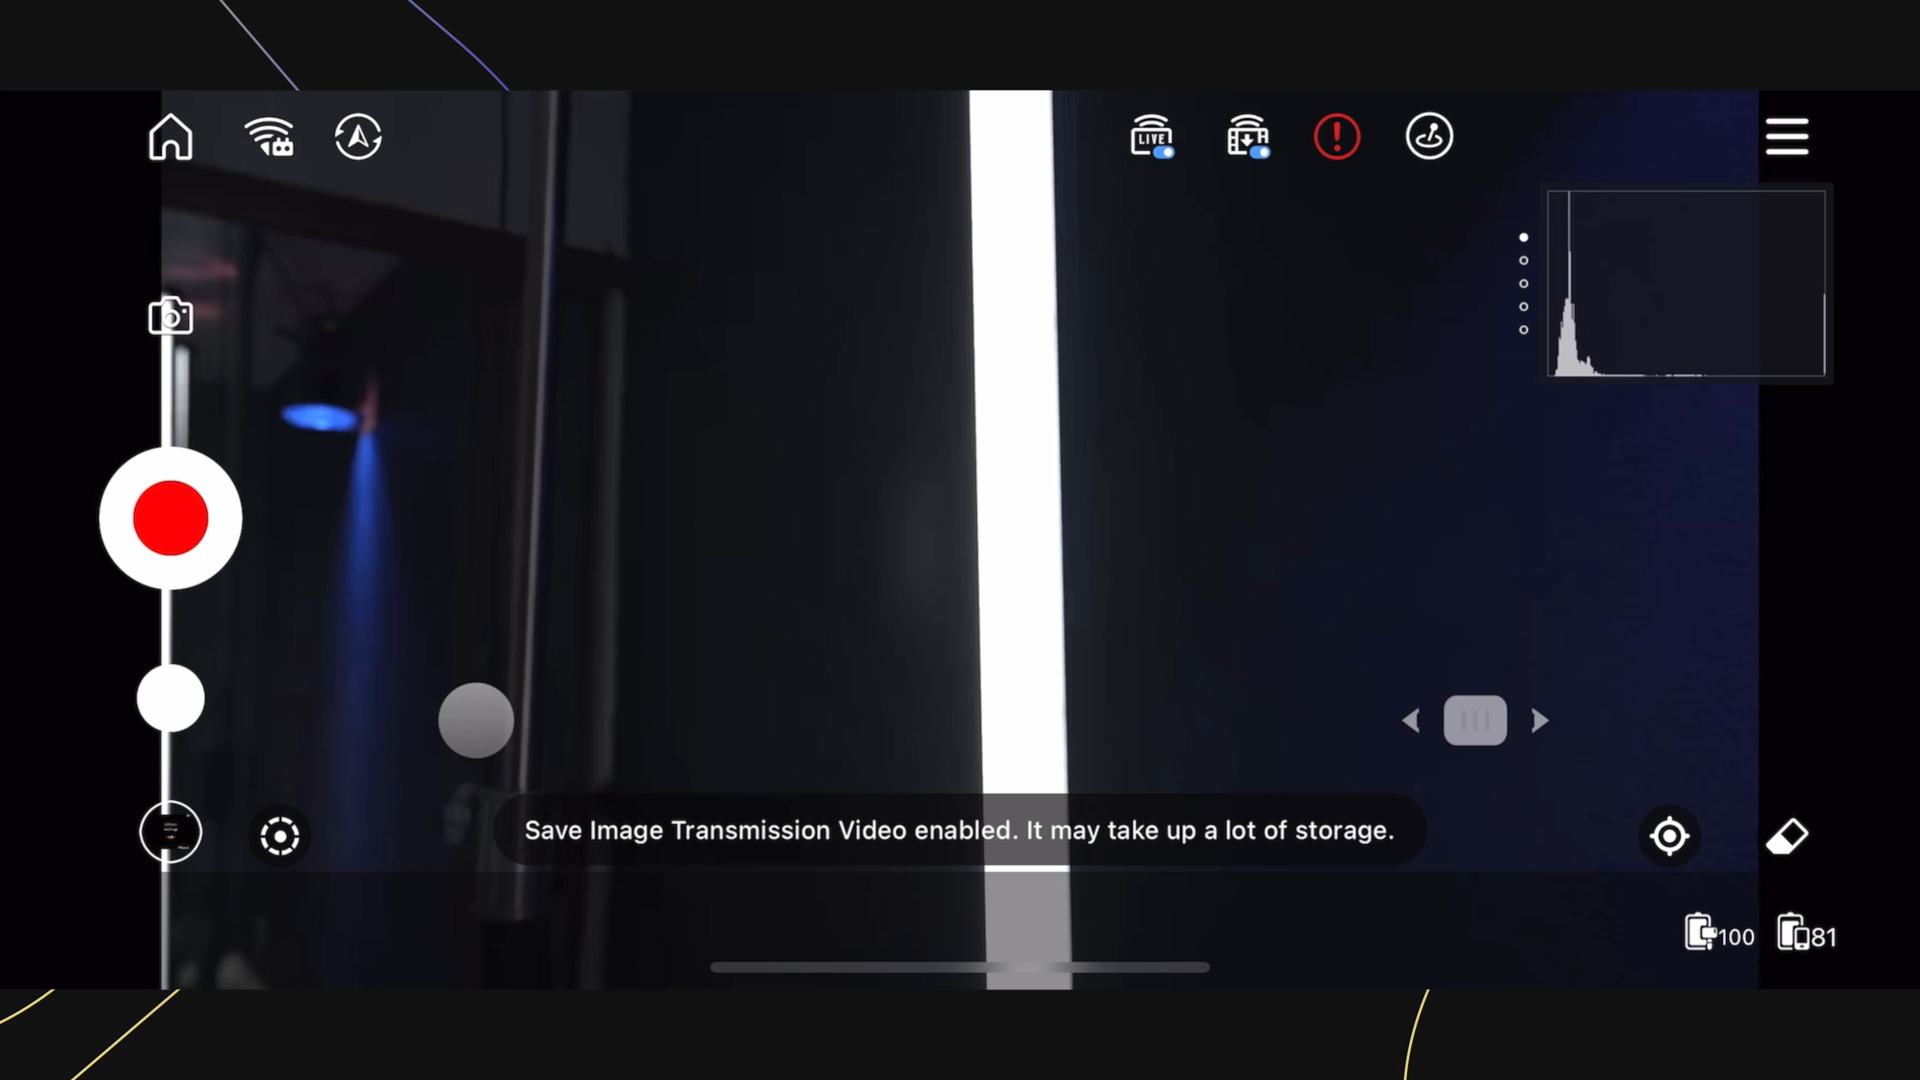 LIVE
Save Image Transmission Video enabled. It may take up a lot of storage.
100
81